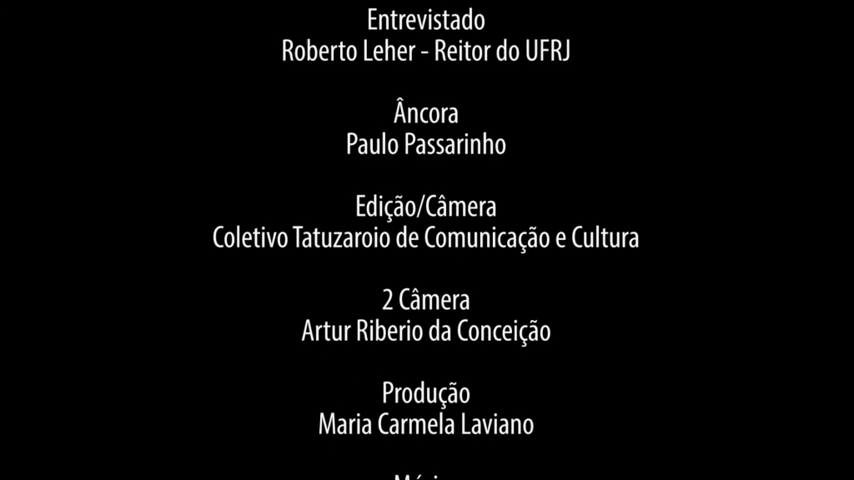 Entrevistado
Roberto Leher - Reitor do UFRJ
Âncora
Paulo Passarinho
Edição/Câmera
Coletivo Tatuzaroio de Comunicação e Cultura
2 Câmera
Artur Riberio da Conceição
Produção
Maria Carmela Laviano